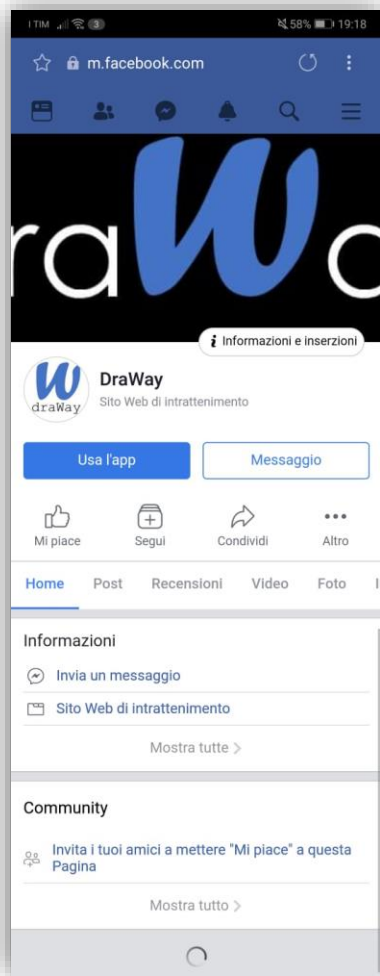 I TIM 3 58% 19:18
m.facebook.com
raWa
Informazioni e inserzioni
W
draWay
DraWay
Sito Web di intrattenimento
Usa l'app
Messaggio
Mi piace
Segui
Condividi
Altro
Home Post Recensioni Video Foto I
Informazioni
Invia un messaggio
Sito Web di intrattenimento
Mostra tutte >
Community
Invita i tuoi amici a mettere "Mi piace" a questa
Pagina
Mostra tutto >